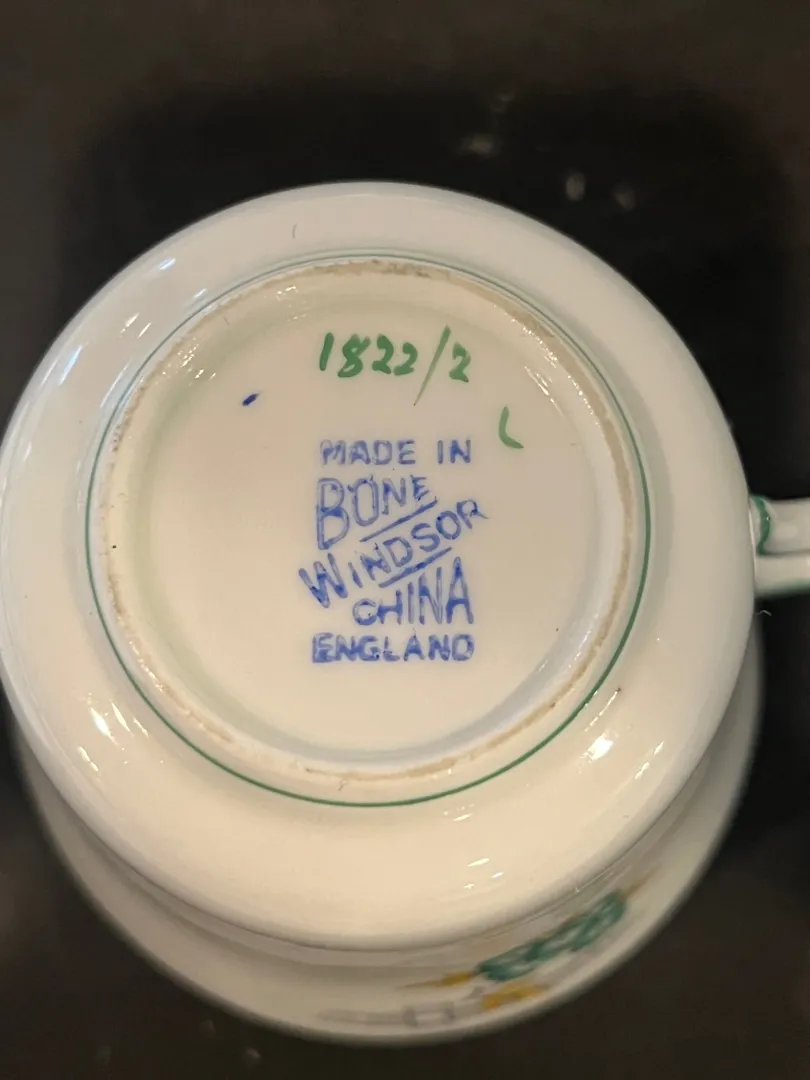 1822/2
L
MADE IN
BONE
WINDSOR
CHINA
ENGLAND